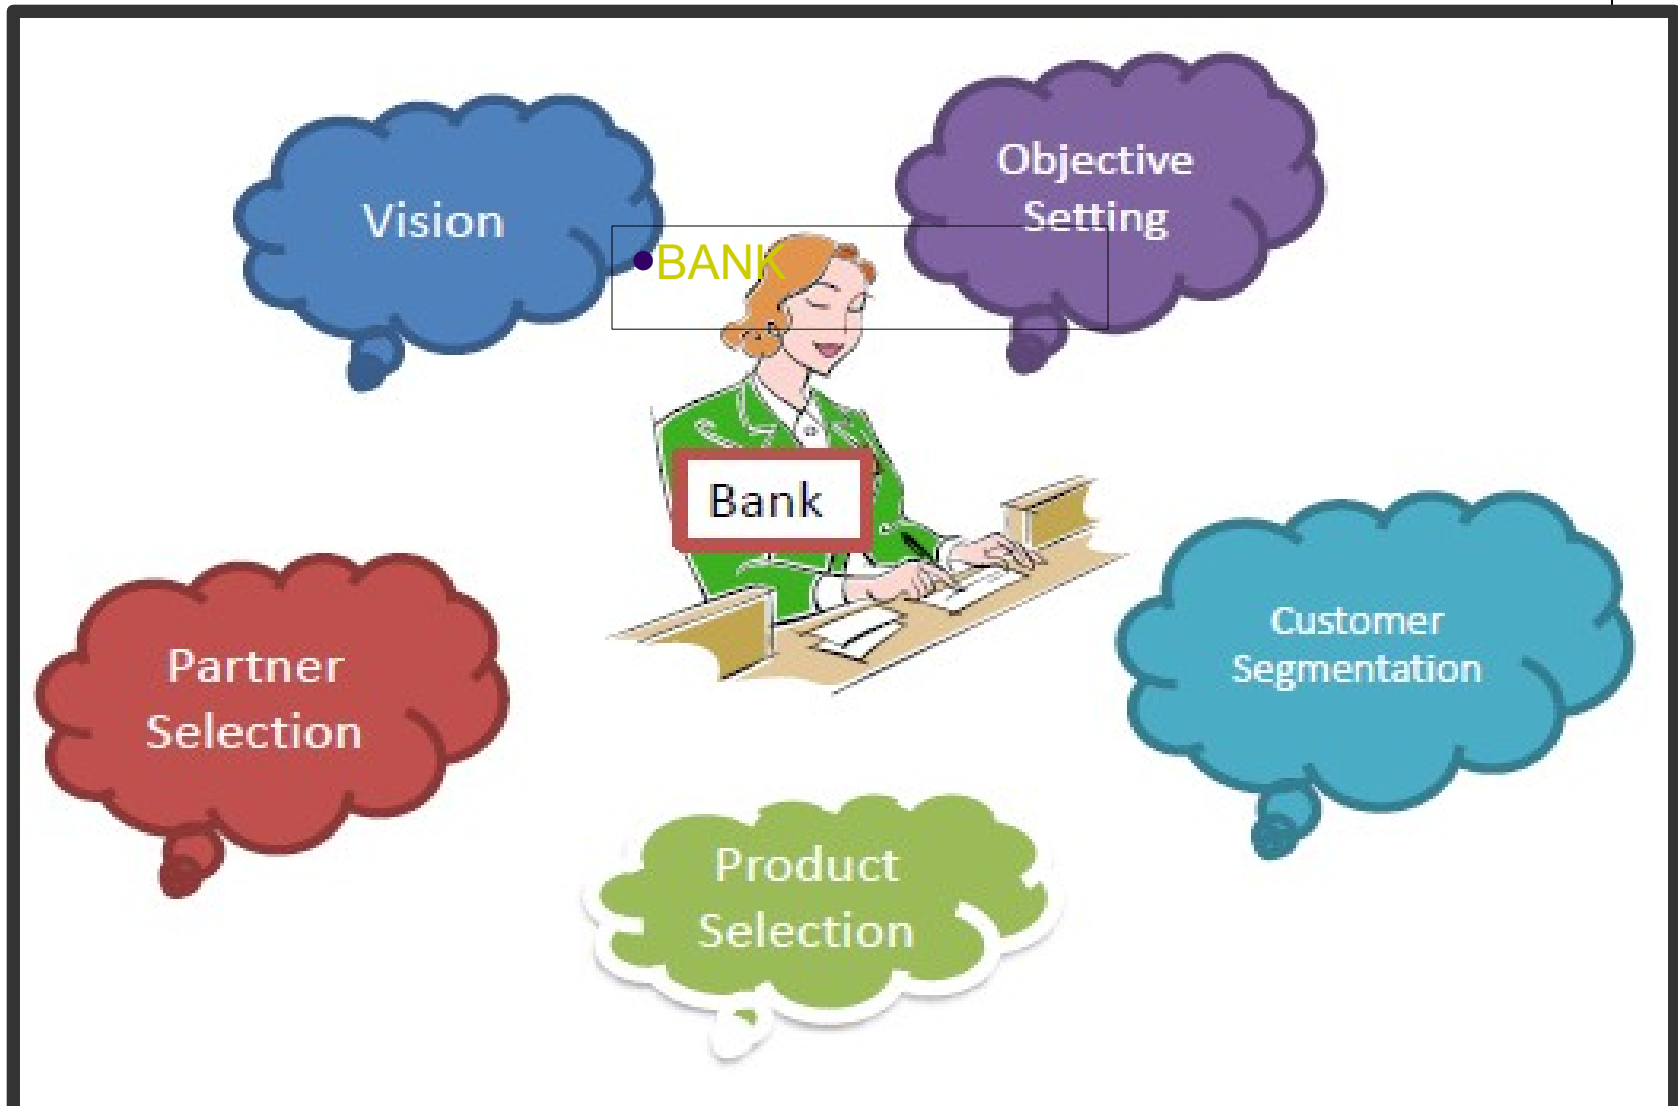 Vision
Objective
Setting
•BANK
Bank
Partner
Selection
Customer
Segmentation
Product
Selection